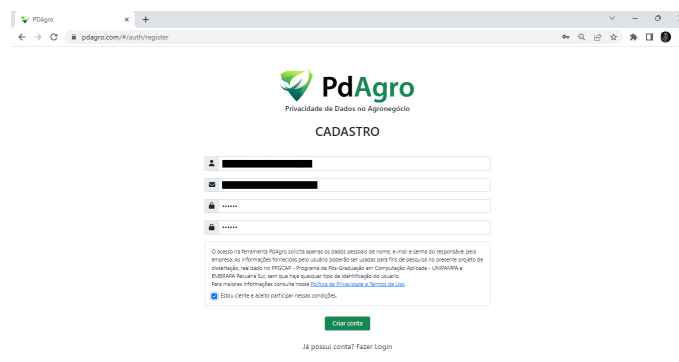 PDAgro
pdagro.com/#/auth/register
PdAgro
Privacidade de Dados no Agronegócio
CADASTRO
••••••
••••••
O acesso na ferramenta PdAgro solicita apenas os dados pessoais de nome, e-mail e senha do responsável pela
empresa. As informações fornecidas pelo usuário poderão ser usadas para fins de pesquisa no presente projeto de
dissertação, realizado no PPGCAP - Programa de Pós-Graduação em Computação Aplicada - UNIPAMPA e
EMBRAPA Pecuária Sul, sem que haja qualquer tipo de identificação do usuário.
Para maiores informações consulte nossa Política de Privacidade e Termos de Uso.
Estou ciente e aceito participar nessas condições.
Criar conta
Já possui conta? Fazer Login